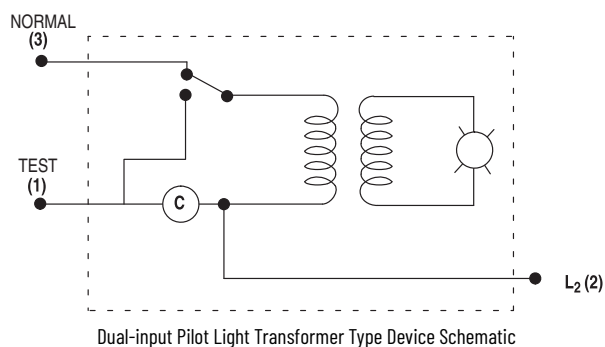 NORMAL
(3)
TEST
(1)
C
L₂ (2)
Dual-input Pilot Light Transformer Type Device Schematic